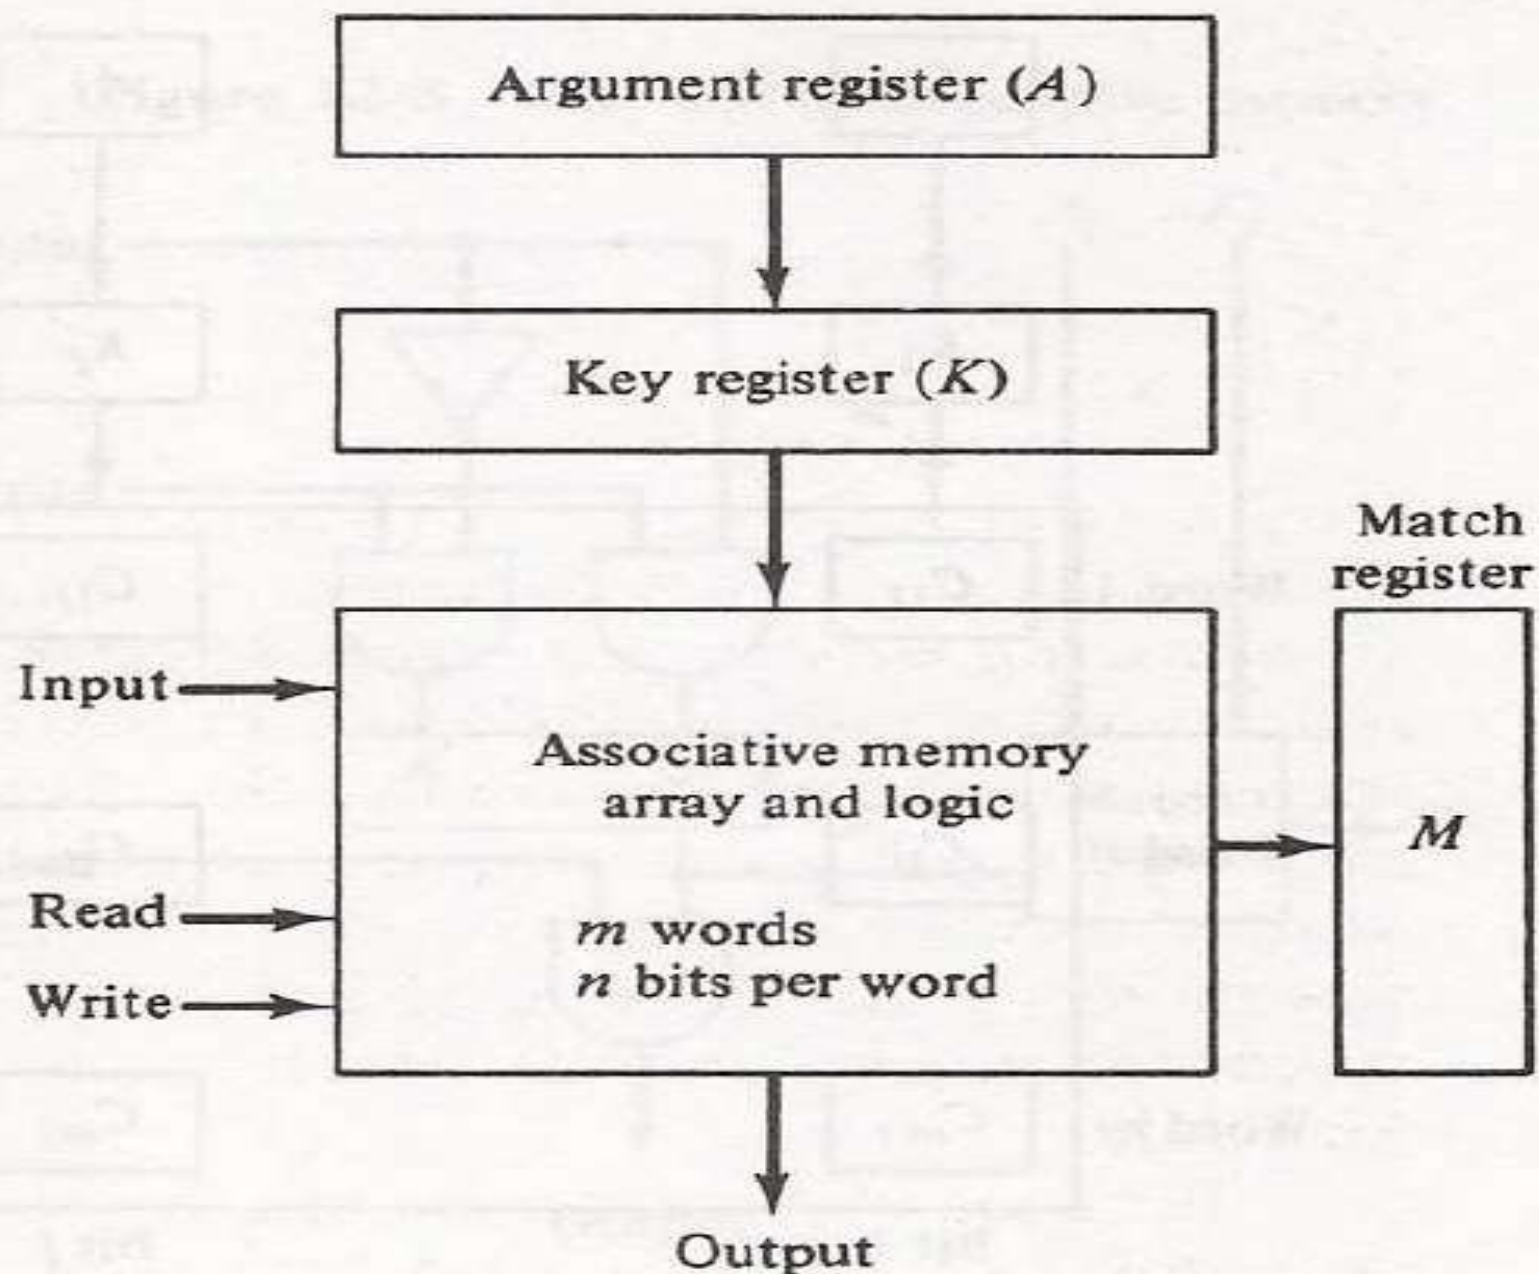 Argument register (A)
Key register (K)
Match
register
Input
Associative memory
array and logic
M
Read
m words
n bits per word
Write
Output